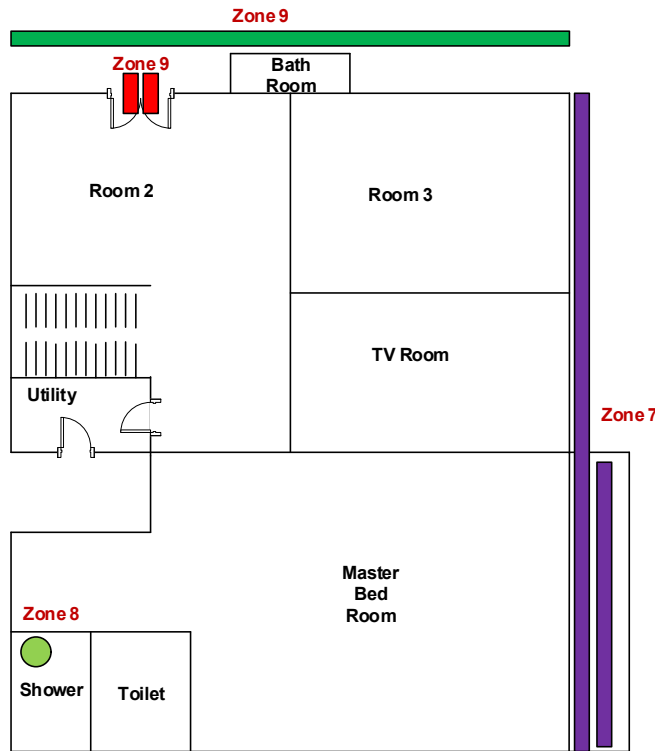 Zone 9
Zone 9
Bath
Room
Room 2
Room 3
TV Room
Utility
Zone 7
Master
Bed
Room
Zone 8
Shower
Toilet